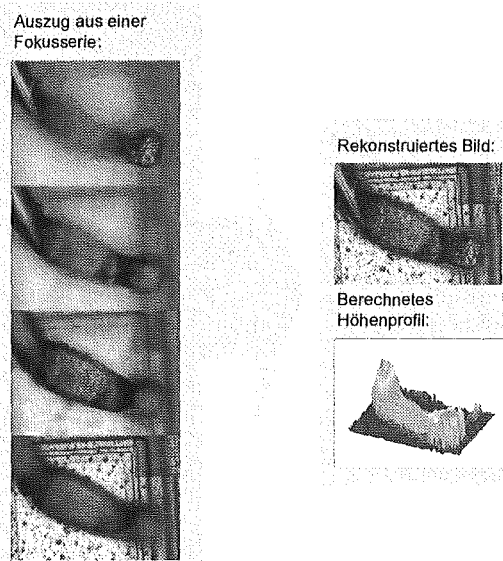 Auszug aus einer
Fokusserie:
Rekonstruiertes Bild:
Berechnetes
Höhenprofil: